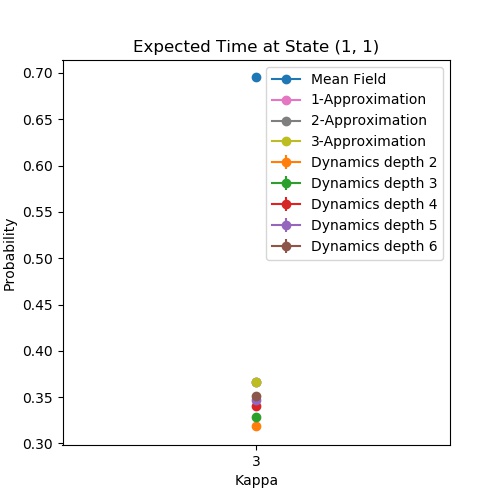 Expected Time at State (1, 1)
0.70
0.65
0.60
0.55
0.50
0.45
0.40
0.35
0.30
Probability
Mean Field
1-Approximation
2-Approximation
3-Approximation
Dynamics depth 2
Dynamics depth 3
Dynamics depth 4
Dynamics depth 5
Dynamics depth 6
3
Kappa